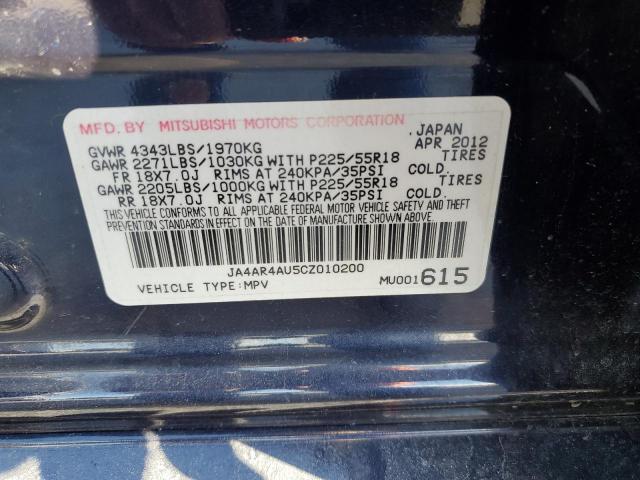 MFD. BY MITSUBISHI MOTORS CORPORATION
JAPAN
GVWR 4343LBS/1970KG APR 2012
GAWR 2271LBS/1030KG WITH P225/55R18 TIRES
FR 18X7.0J RIMS AT 240KPA/35PSI COLD.
GAWR 2205LBS/1000KG WITH P225/55R18 TIRES
RR 18X7.0J RIMS AT 240KPA/35PSI COLD.
THIS VEHICLE CONFORMS TO ALL APPLICABLE FEDERAL MOTOR VEHICLE SAFETY AND THEFT
PREVENTION STANDARDS IN EFFECT ON THE DATE OF MANUFACTURE SHOWN ABOVE.
JA4AR4AU5CZ010200
VEHICLE TYPE:MPV MU001615